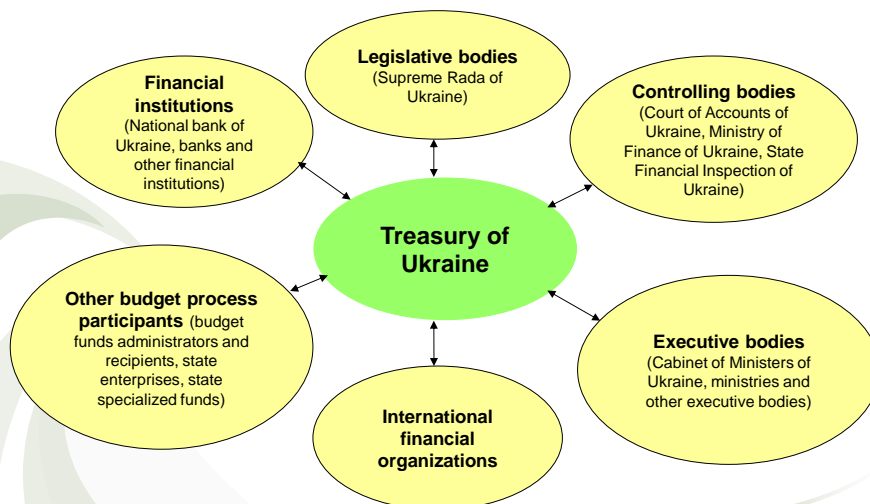 Legislative bodies
(Supreme Rada of
Ukraine)
Financial
institutions
(National bank of
Ukraine, banks and
other financial
institutions)
Controlling bodies
(Court of Accounts of
Ukraine, Ministry of
Finance of Ukraine, State
Financial Inspection of
Ukraine)
Treasury of
Ukraine
Other budget process
participants (budget
funds administrators and
recipients, state
enterprises, state
specialized funds)
Executive bodies
(Cabinet of Ministers of
Ukraine, ministries and
other executive bodies)
International
financial
organizations